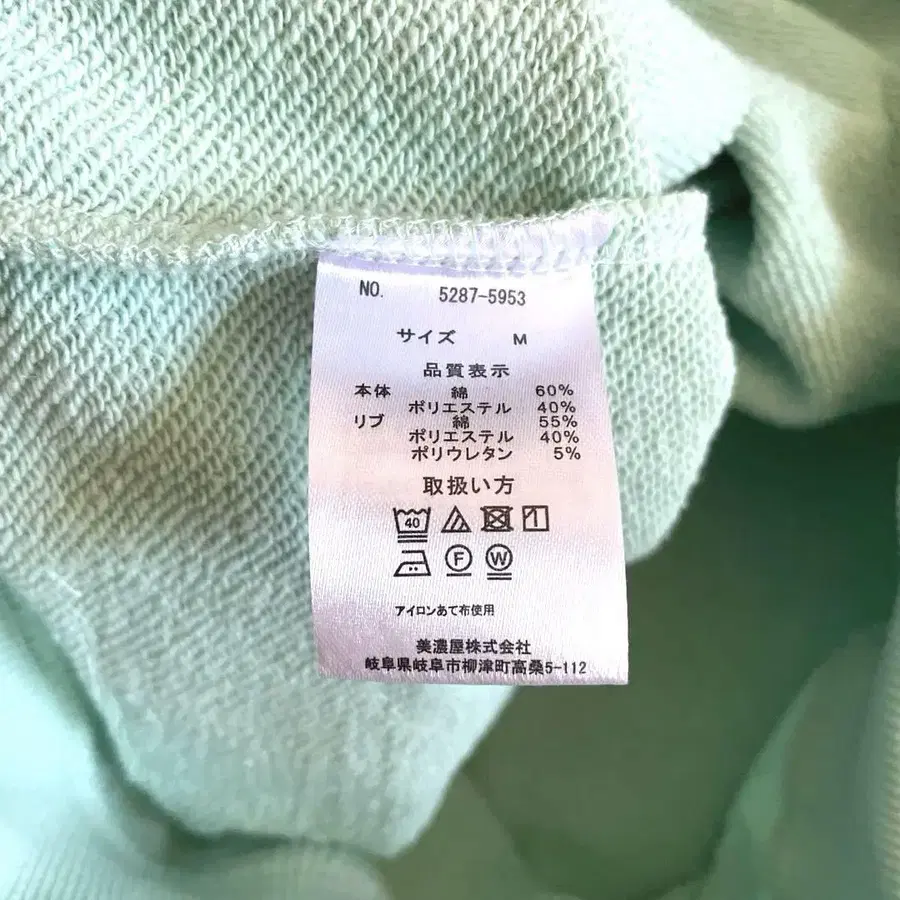 NO. 5287-5953
サイズ M
品質表示
本体 綿 60%
ポリエステル 40%
リブ 綿 55%
ポリエステル 40%
ポリウレタン 5%
取扱い方
40
F W
アイロンあて布使用
美濃屋株式会社
岐阜県岐阜市柳津町高桑5-112